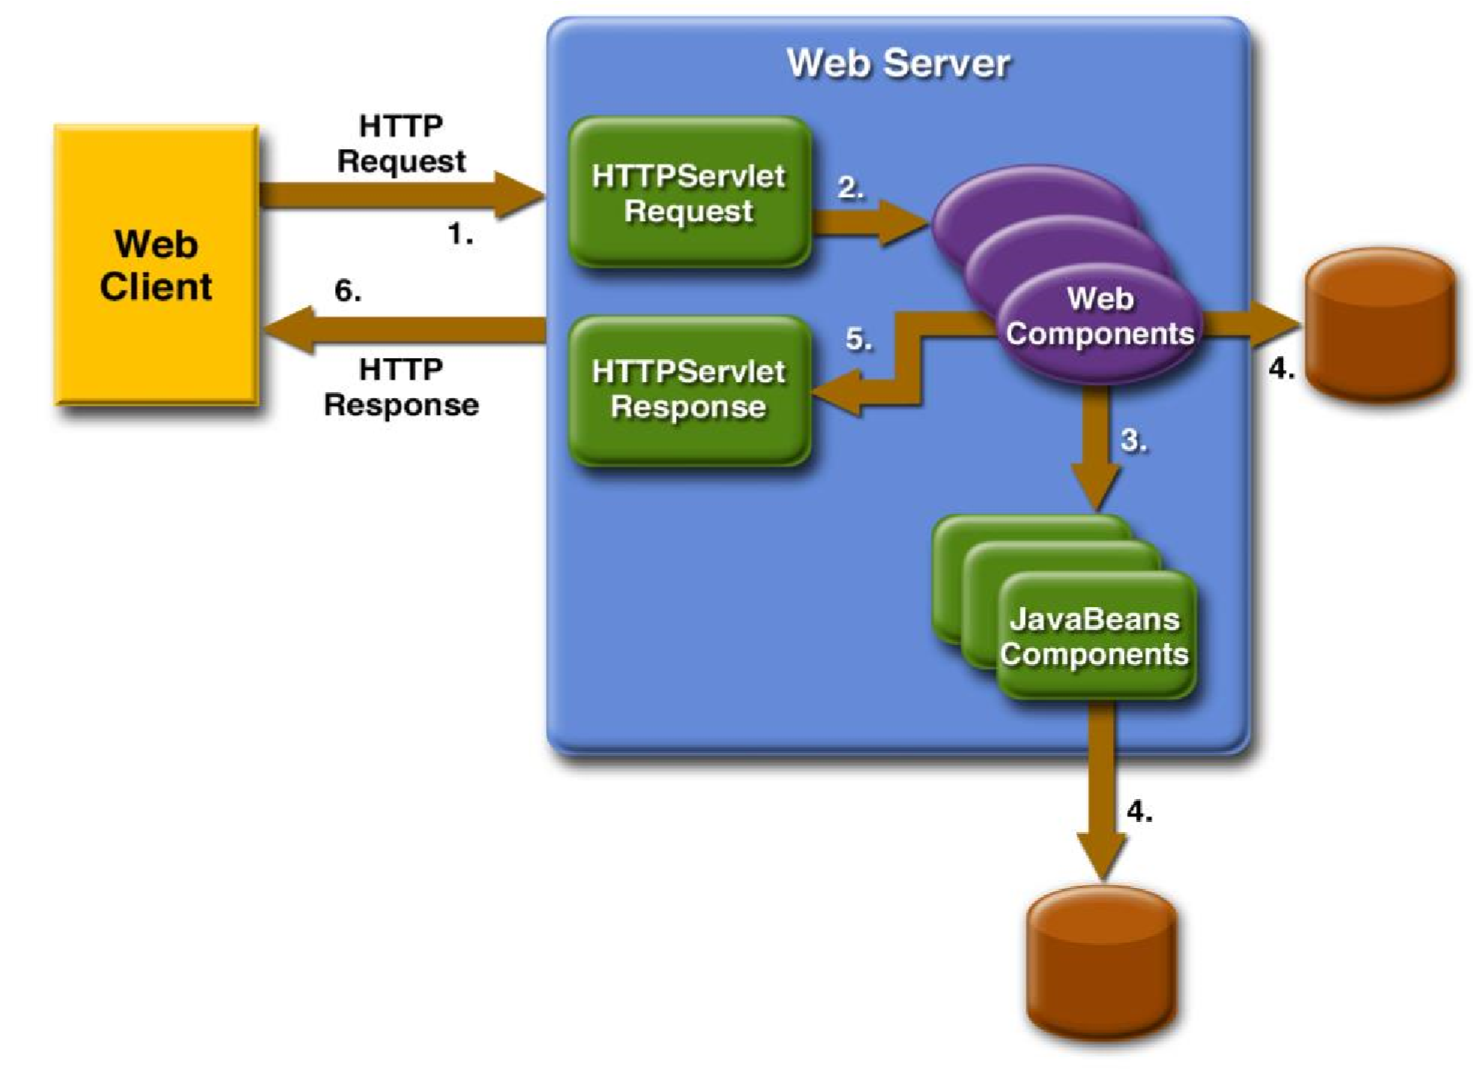 Web Server
HTTP
Request
1.
Web
Client
6.
HTTP
Response
HTTPServlet
Request
2.
Web
Components
4.
5.
HTTPServlet
Response
3.
JavaBeans
Components
4.